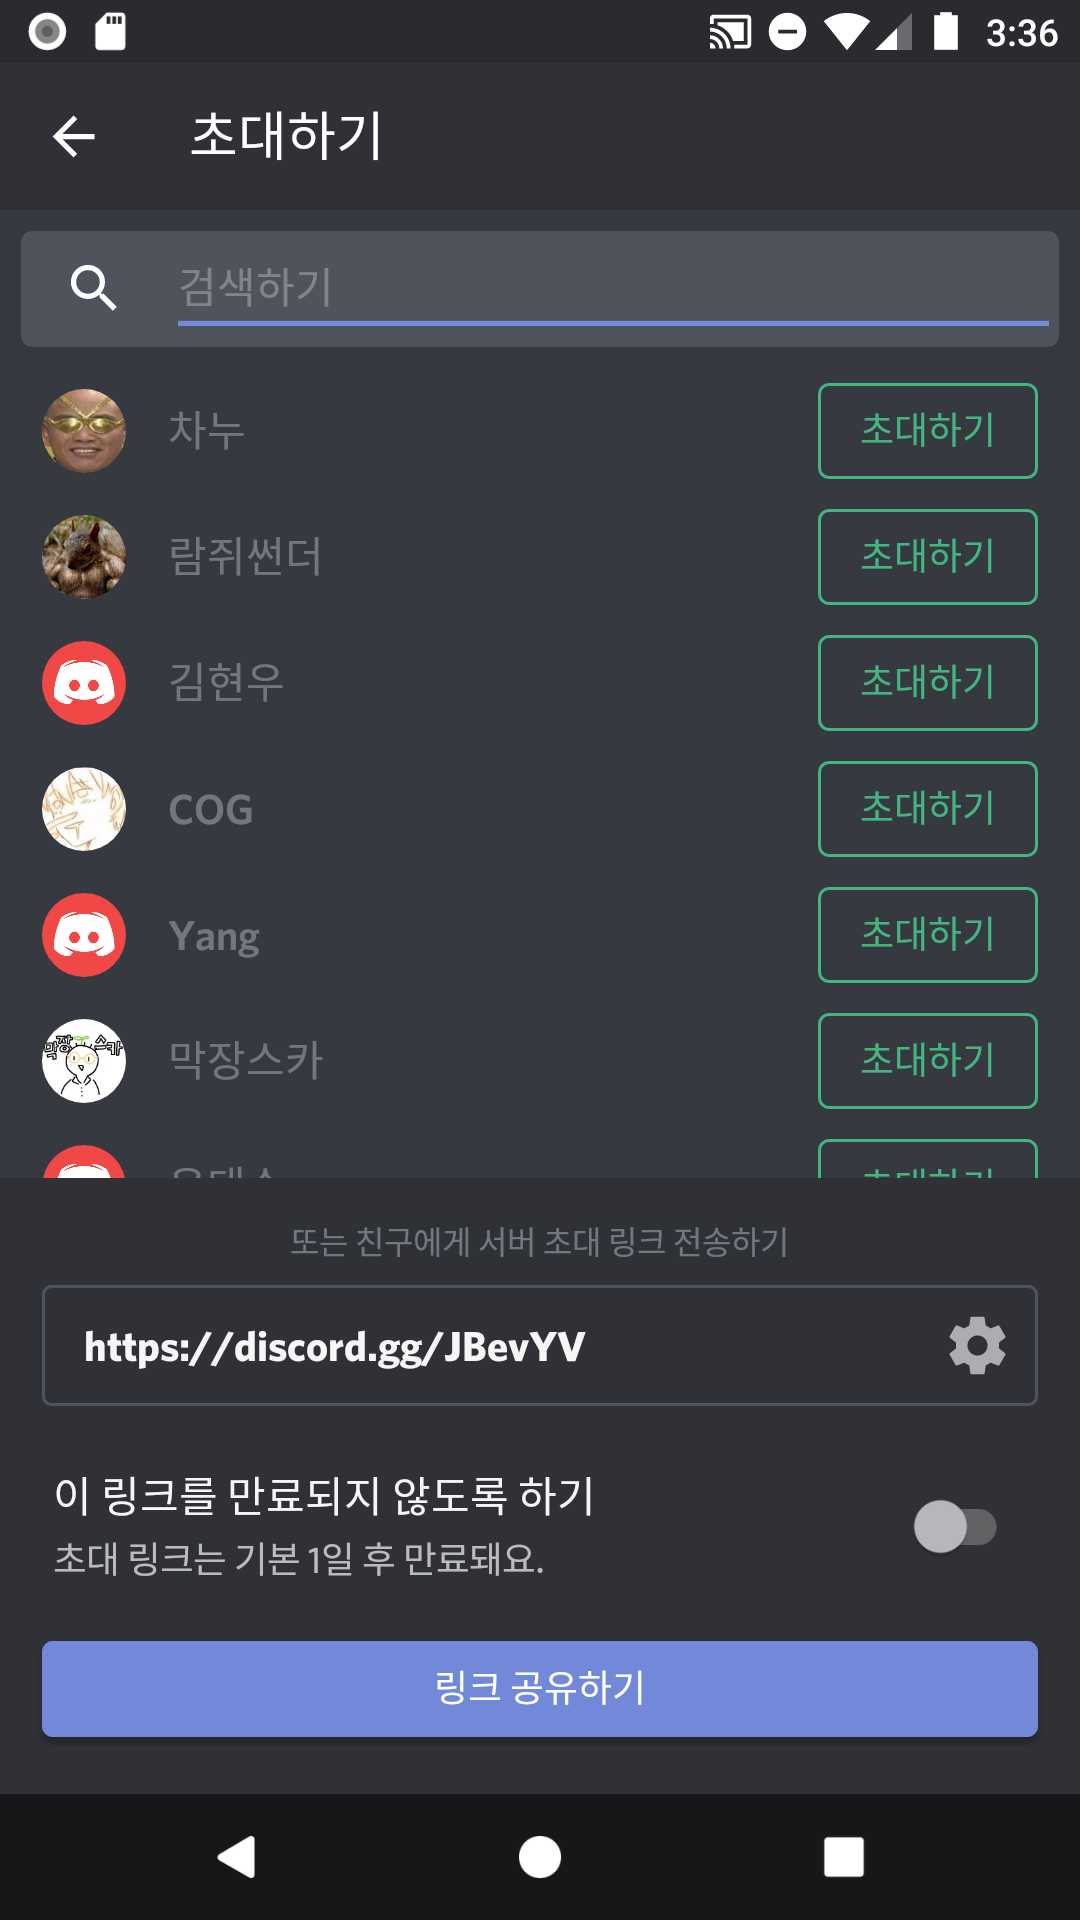 3:36
초대하기
검색하기
차누
초대하기
람쥐썬더
초대하기
김현우
초대하기
COG
초대하기
Yang
초대하기
막장스카
초대하기
초대하기
또는 친구에게 서버 초대 링크 전송하기
https://discord.gg/JBevYV
이 링크를 만료되지 않도록 하기
초대 링크는 기본 1일 후 만료돼요.
링크 공유하기